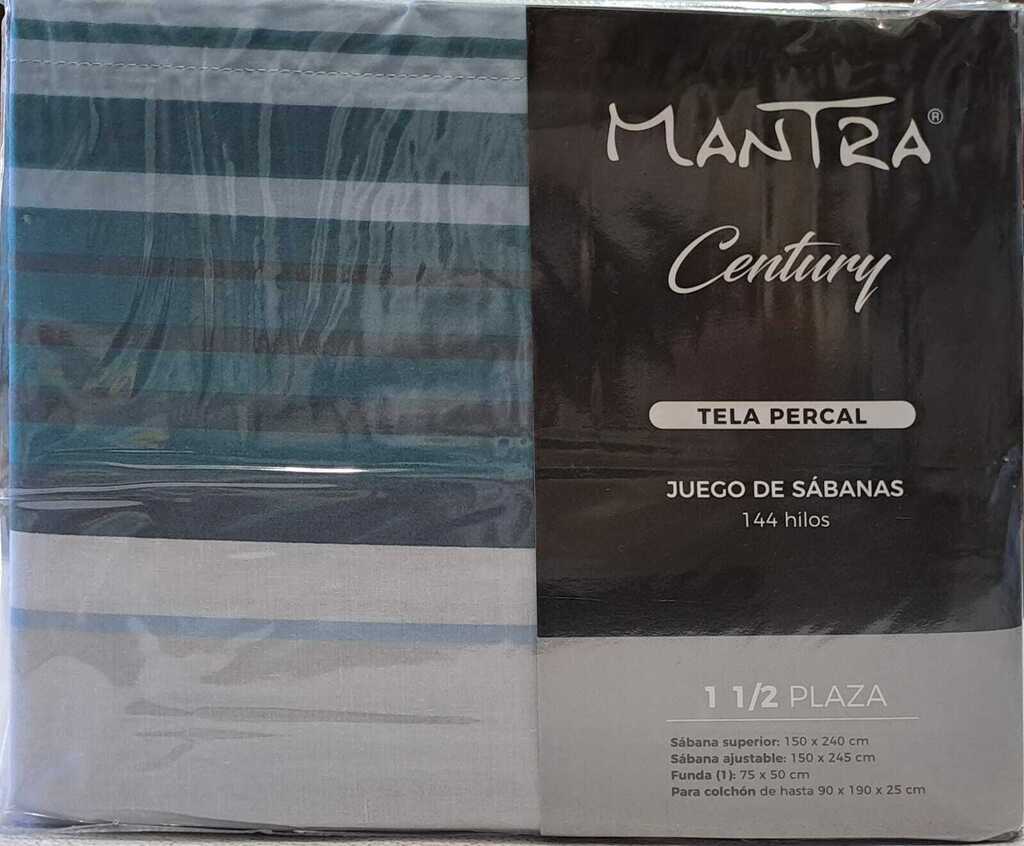 MANTRA®
Century
TELA PERCAL
JUEGO DE SÁBANAS
144 hilos
1 1/2 PLAZA
Sábana superior: 150 x 240 cm
Sábana ajustable: 150 x 245 cm
Funda (1): 75 x 50 cm
Para colchón de hasta 90 x 190 x 25 cm